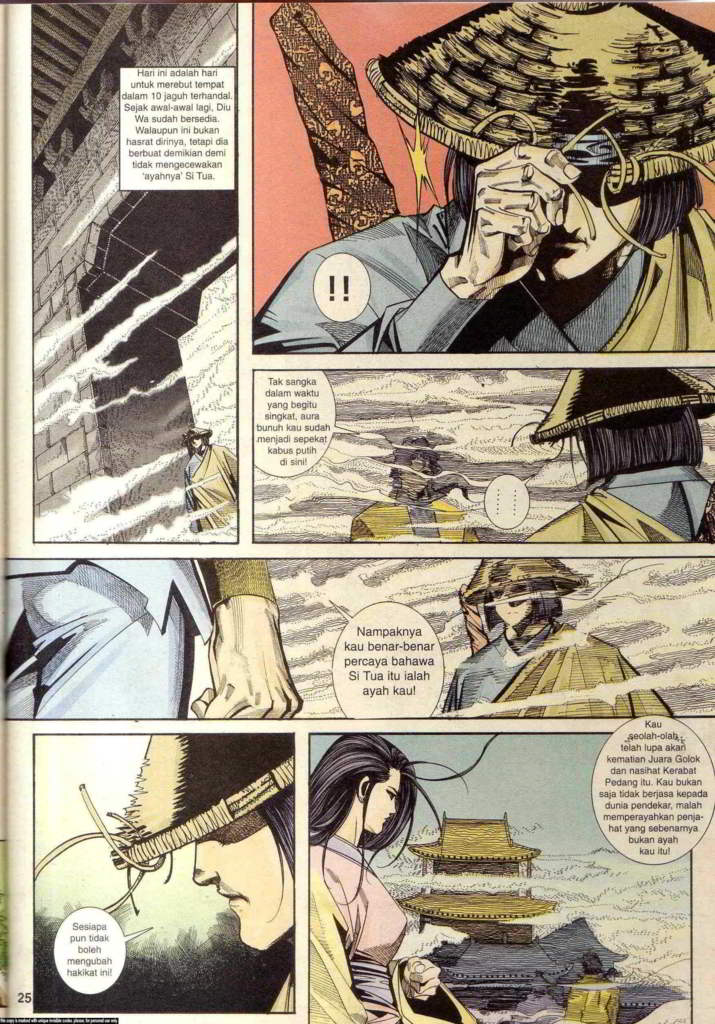 Hari ini adalah hari
untuk merebut tempat
dalam 10 jaguh terhandal.
Sejak awal-awal lagi, Diu
Wa sudah bersedia.
Walaupun ini bukan
hasrat dirinya, tetapi dia
berbuat demikian demi
tidak mengecewakan
'ayahnya' Si Tua.
!!
Tak sangka
dalam waktu
yang begitu
singkat, aura
bunuh kau sudah
menjadi sepekat
kabus putih
di sini!
Nampaknya
kau benar-benar
percaya bahawa
Si Tua itu ialah
ayah kau!
Sesiapa
pun tidak
boleh
mengubah
hakikat ini!
Kau
seolah-olah
telah lupa akan
kematian Juara Golok
dan nasihat Kerabat
Pedang itu. Kau bukan
saja tidak berjasa kepada
dunia pendekar, malah
memperayahkan penja-
hat yang sebenarnya
bukan ayah
kau itu!
25